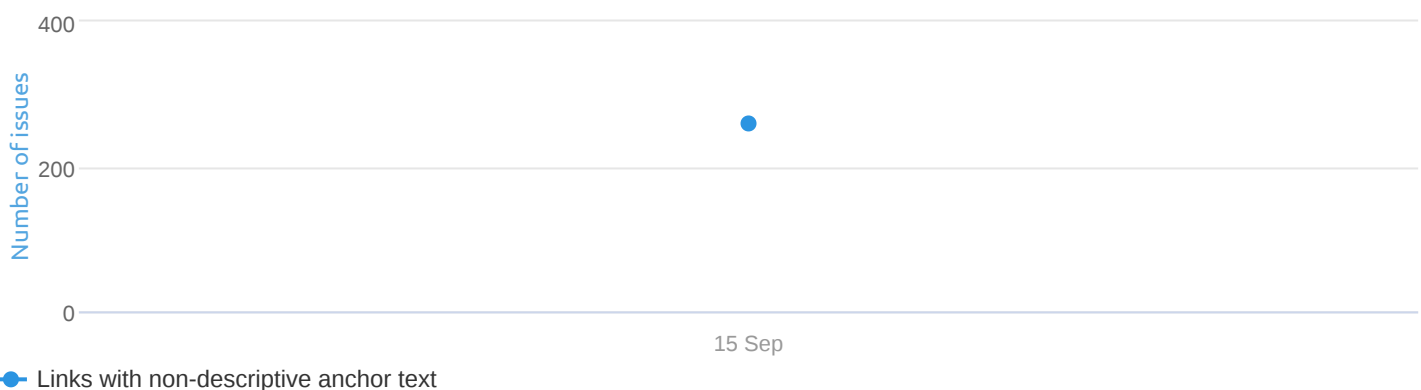 400
Number of issues
200
0
15 Sep
Links with non-descriptive anchor text